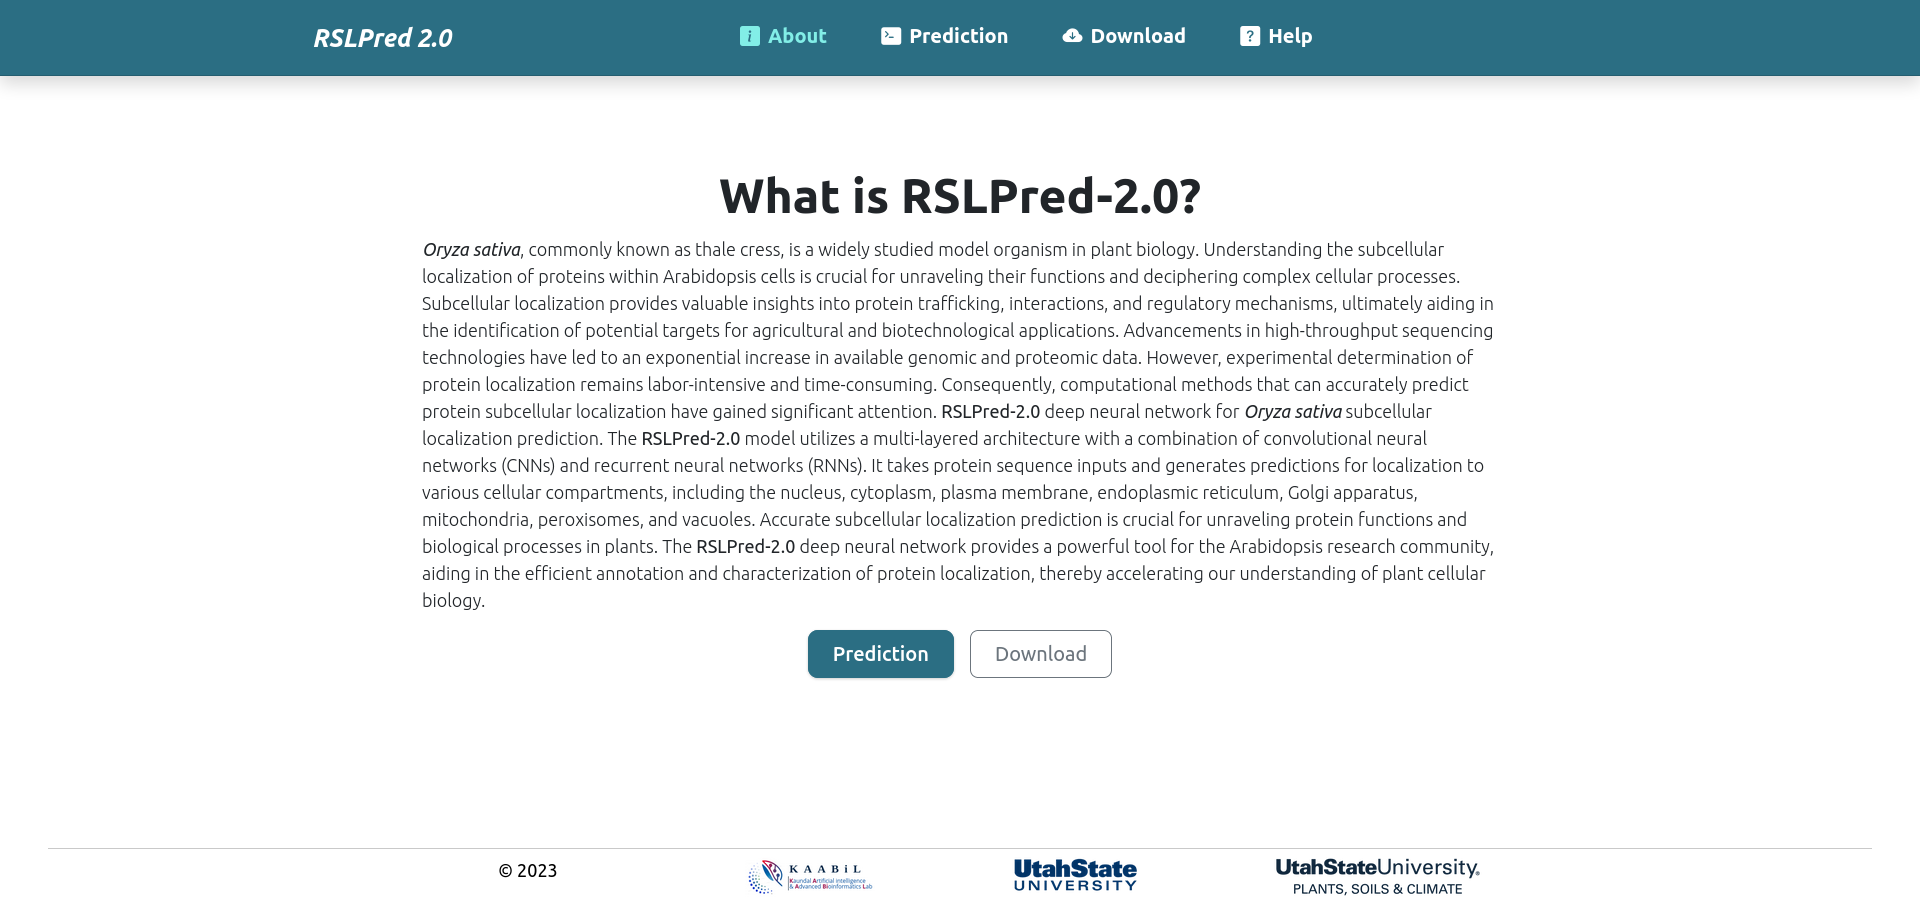 RSLPred 2.0
About
Prediction
Download
Help
What is RSLPred-2.0?
Oryza sativa, commonly known as thale cress, is a widely studied model organism in plant biology. Understanding the subcellular
localization of proteins within Arabidopsis cells is crucial for unraveling their functions and deciphering complex cellular processes.
Subcellular localization provides valuable insights into protein trafficking, interactions, and regulatory mechanisms, ultimately aiding in
the identification of potential targets for agricultural and biotechnological applications. Advancements in high-throughput sequencing
technologies have led to an exponential increase in available genomic and proteomic data. However, experimental determination of
protein localization remains labor-intensive and time-consuming. Consequently, computational methods that can accurately predict
protein subcellular localization have gained significant attention. RSLPred-2.0 deep neural network for Oryza sativa subcellular
localization prediction. The RSLPred-2.0 model utilizes a multi-layered architecture with a combination of convolutional neural
networks (CNNs) and recurrent neural networks (RNNs). It takes protein sequence inputs and generates predictions for localization to
various cellular compartments, including the nucleus, cytoplasm, plasma membrane, endoplasmic reticulum, Golgi apparatus,
mitochondria, peroxisomes, and vacuoles. Accurate subcellular localization prediction is crucial for unraveling protein functions and
biological processes in plants. The RSLPred-2.0 deep neural network provides a powerful tool for the Arabidopsis research community,
aiding in the efficient annotation and characterization of protein localization, thereby accelerating our understanding of plant cellular
biology.
Prediction
Download
© 2023
KAABiL
Kaundal Artificial intelligence
& Advanced Bioinformatics Lab
UtahState
UNIVERSITY
UtahStateUniversity®
PLANTS, SOILS & CLIMATE